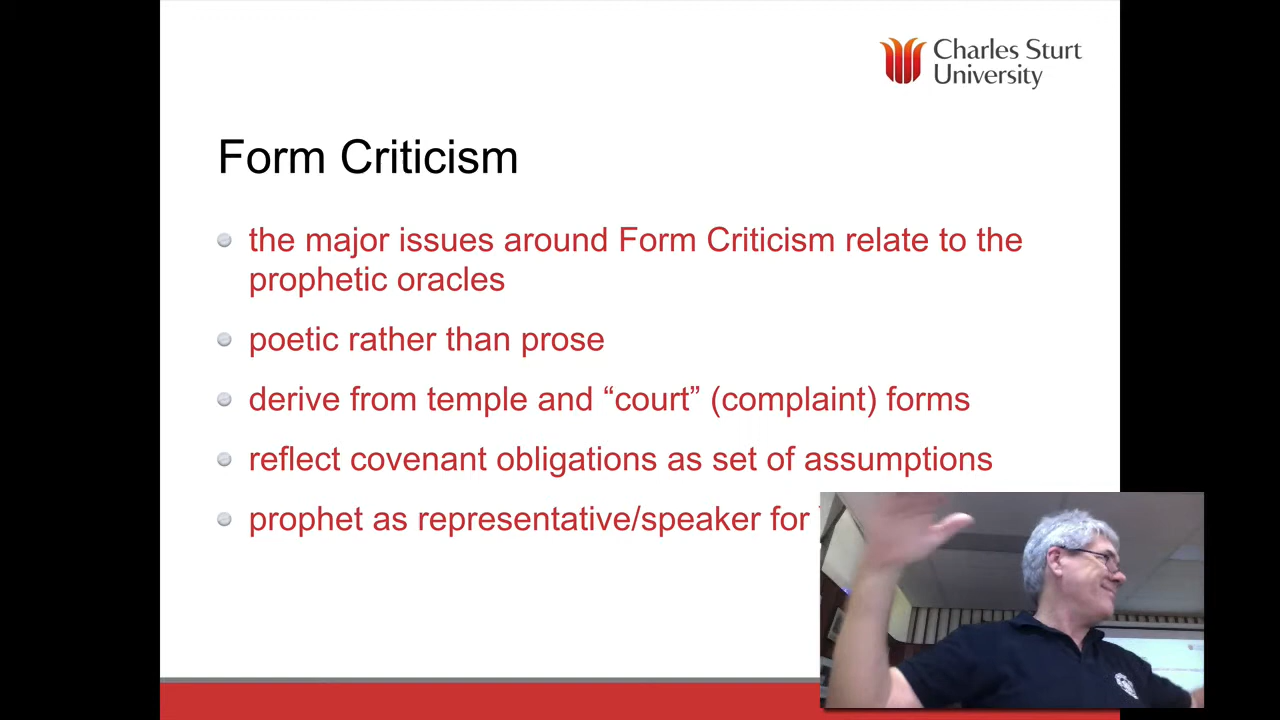 Charles Sturt
University
Form Criticism
the major issues around Form Criticism relate to the
prophetic oracles
poetic rather than prose
derive from temple and “court” (complaint) forms
reflect covenant obligations as set of assumptions
prophet as representative/speaker for